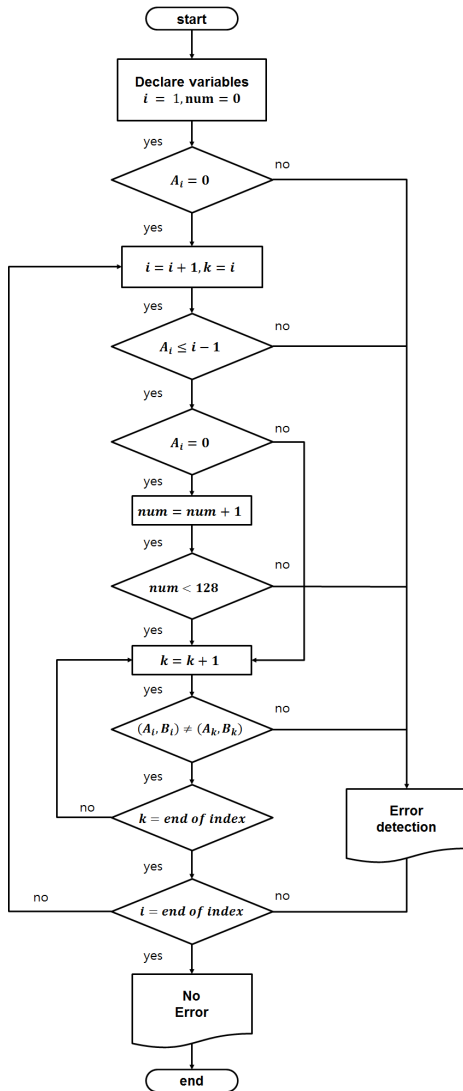 start
Declare variables
i = 1, num = 0
yes
no
A_i = 0
yes
i = i + 1, k = i
yes
no
A_i ≤ i − 1
yes
no
A_i = 0
yes
num = num + 1
yes
no
num < 128
yes
k = k + 1
yes
no
(A_i, B_i) ≠ (A_k, B_k)
yes
no
k = end of index
Error
detection
yes
no
no
i = end of index
yes
No
Error
end